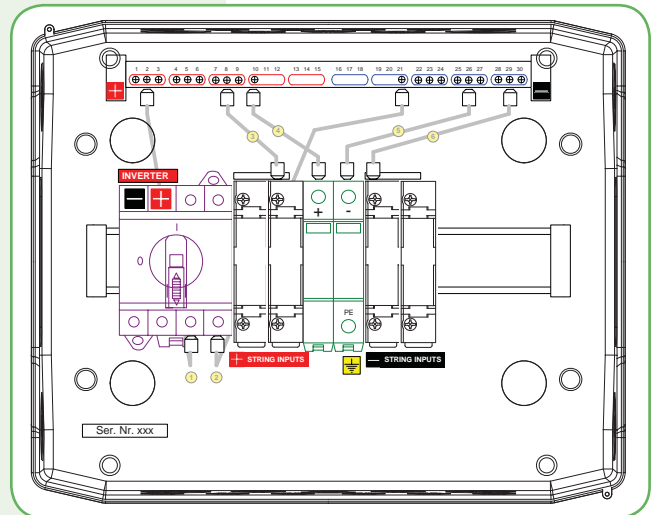 1 2 3 4 5 6 7 8 9 10 11 12 13 14 15 16 17 18 19 20 21 22 23 24 25 26 27 28 29 30
+ −
3 4 5 6
INVERTER
− +
+ -
I
0
PE
+ STRING INPUTS
− STRING INPUTS
1 2
Ser. Nr. xxx